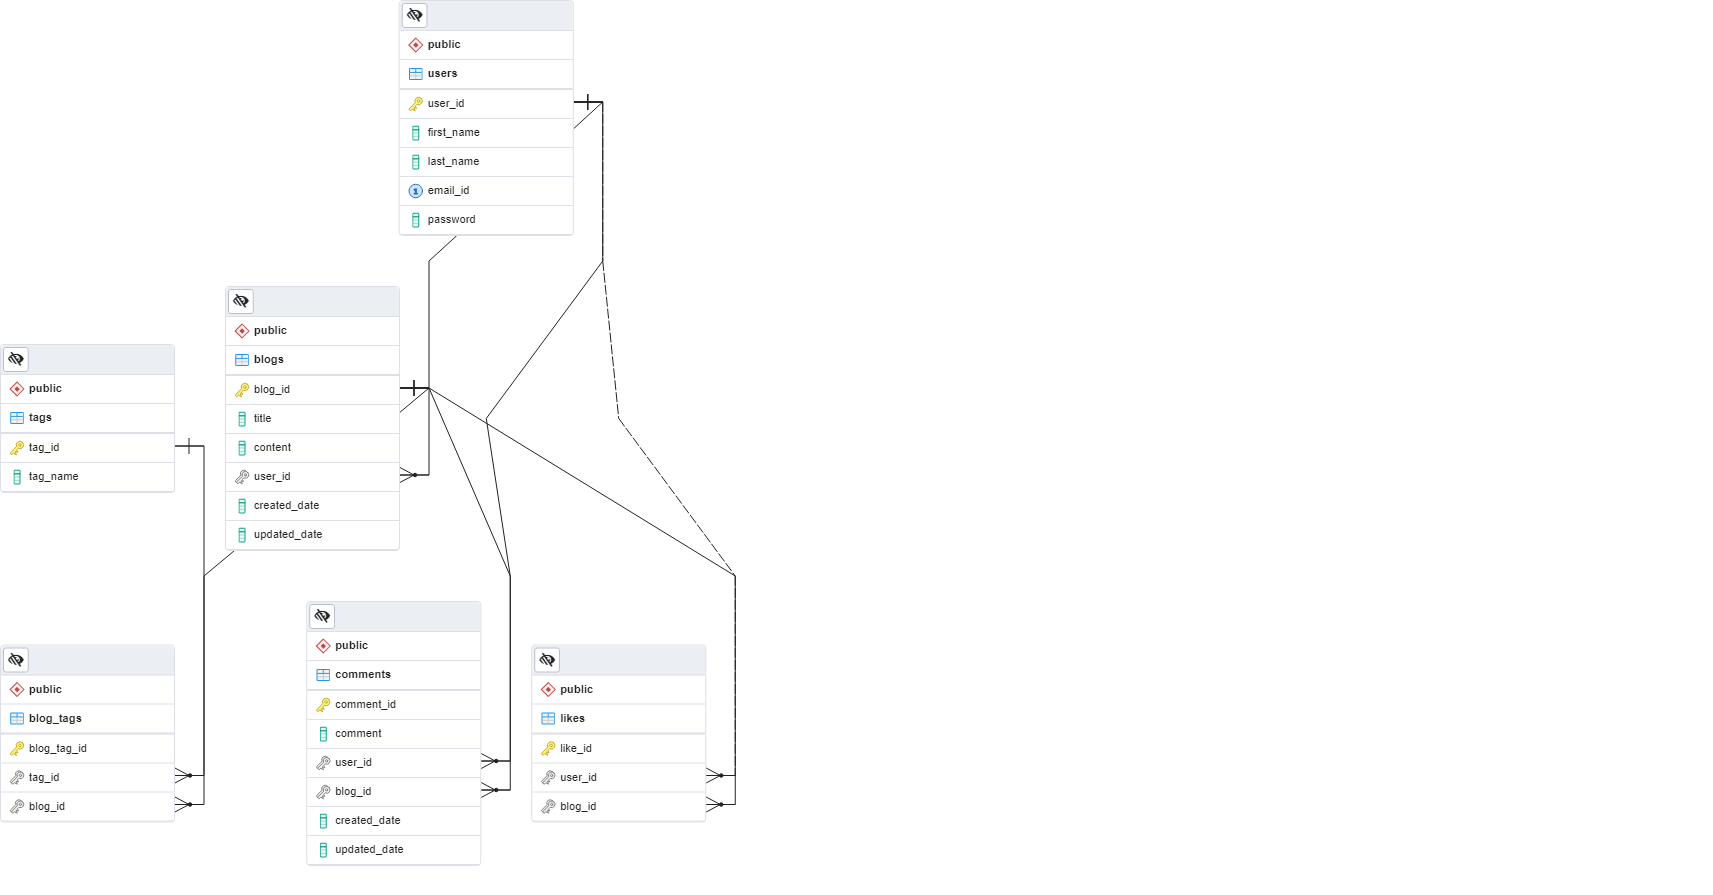 public
users
user_id
first_name
last_name
email_id
password
public
blogs
blog_id
title
content
user_id
created_date
updated_date
public
tags
tag_id
tag_name
public
blog_tags
blog_tag_id
tag_id
blog_id
public
comments
comment_id
comment
user_id
blog_id
created_date
updated_date
public
likes
like_id
user_id
blog_id